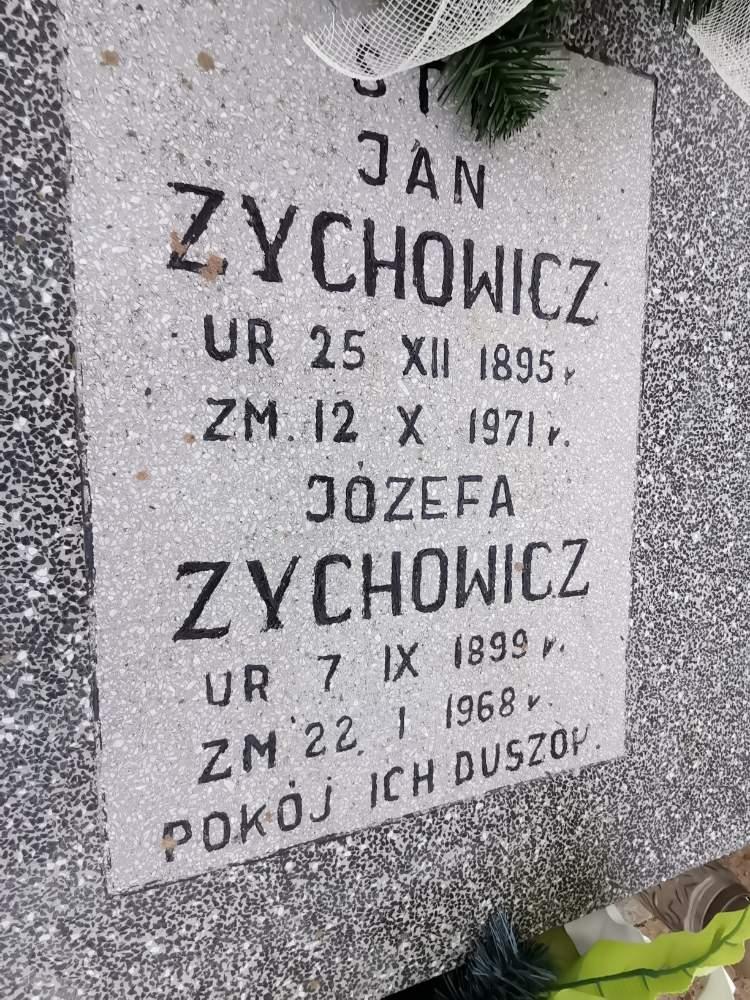 JAN
ZYCHOWICZ
UR 25 XII 1895 r
ZM. 12 X 1971 r.
JÓZEFA
ZYCHOWICZ
UR 7 IX 1899 r.
ZM 22. I 1968 r.
POKÓJ ICH DUSZOM.